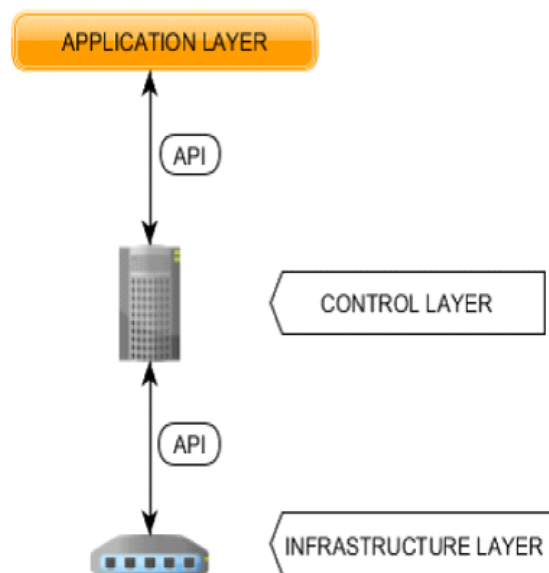 APPLICATION LAYER
API
CONTROL LAYER
API
INFRASTRUCTURE LAYER